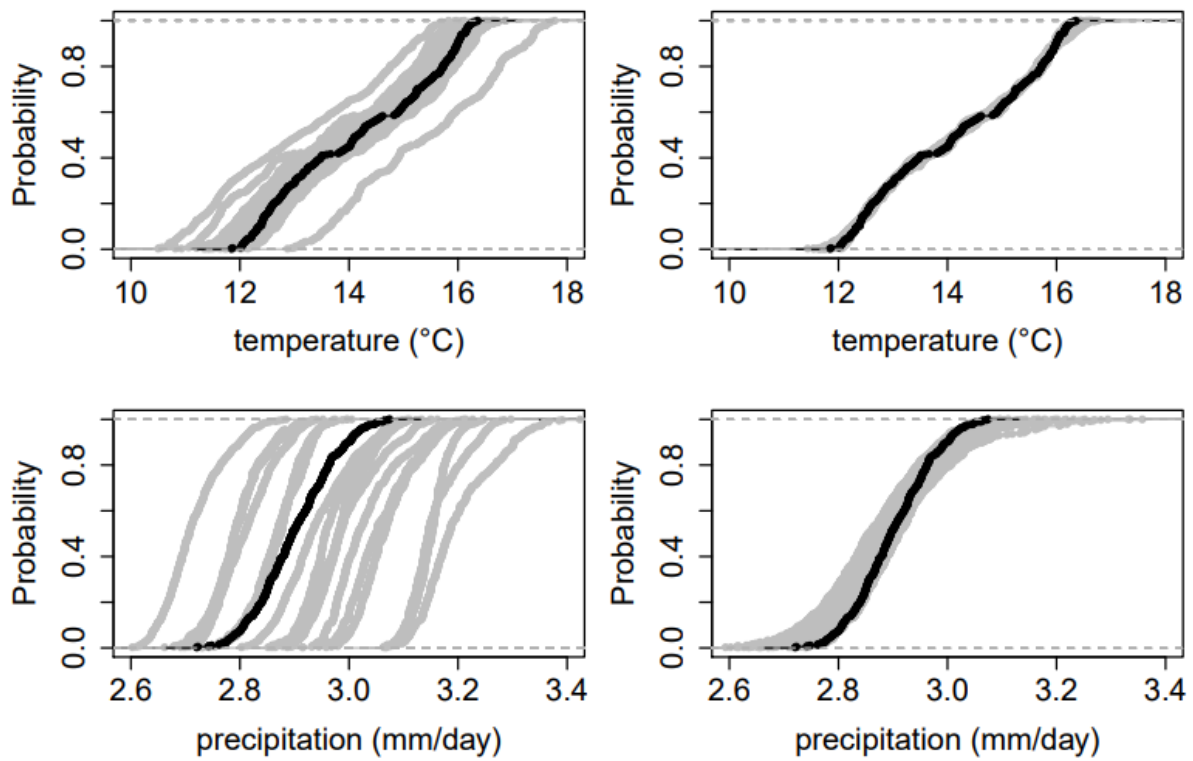 Probability
0.0 0.4 0.8
10 12 14 16 18
temperature (°C)
Probability
0.0 0.4 0.8
10 12 14 16 18
temperature (°C)
Probability
0.0 0.4 0.8
2.6 2.8 3.0 3.2 3.4
precipitation (mm/day)
Probability
0.0 0.4 0.8
2.6 2.8 3.0 3.2 3.4
precipitation (mm/day)